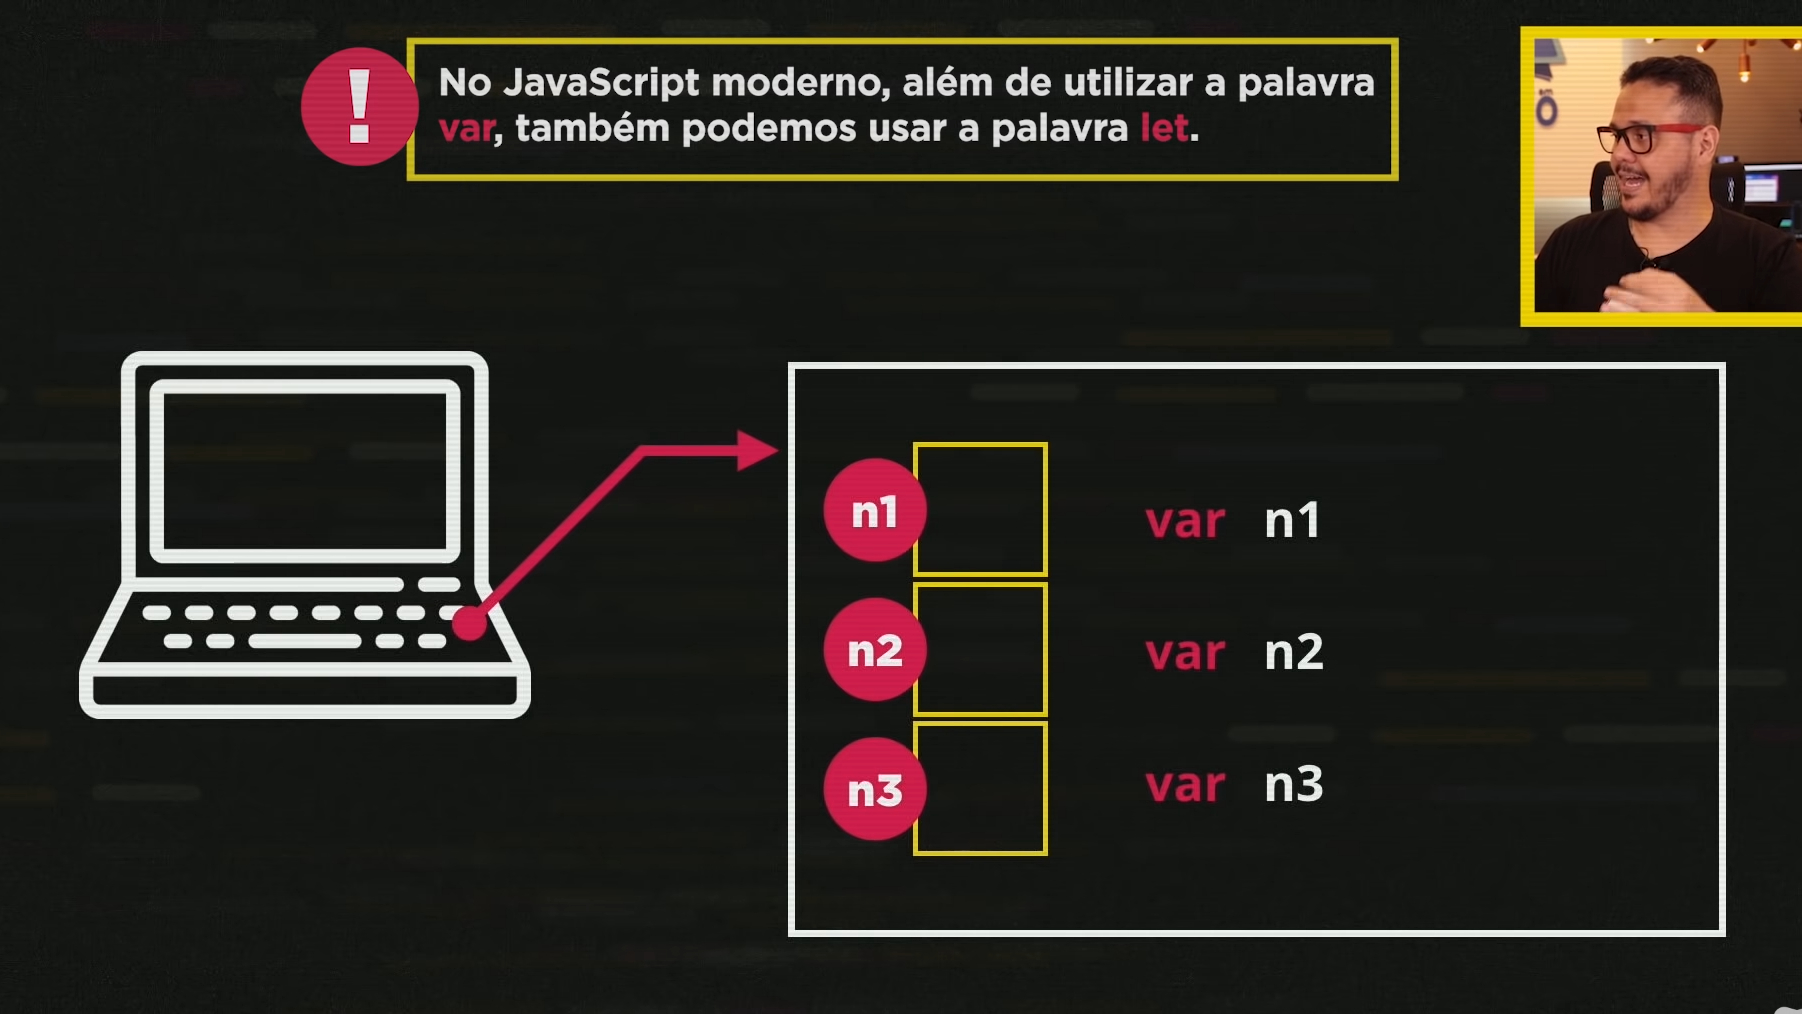 !
No JavaScript moderno, além de utilizar a palavra
var, também podemos usar a palavra let.
n1
var n1
n2
var n2
n3
var n3